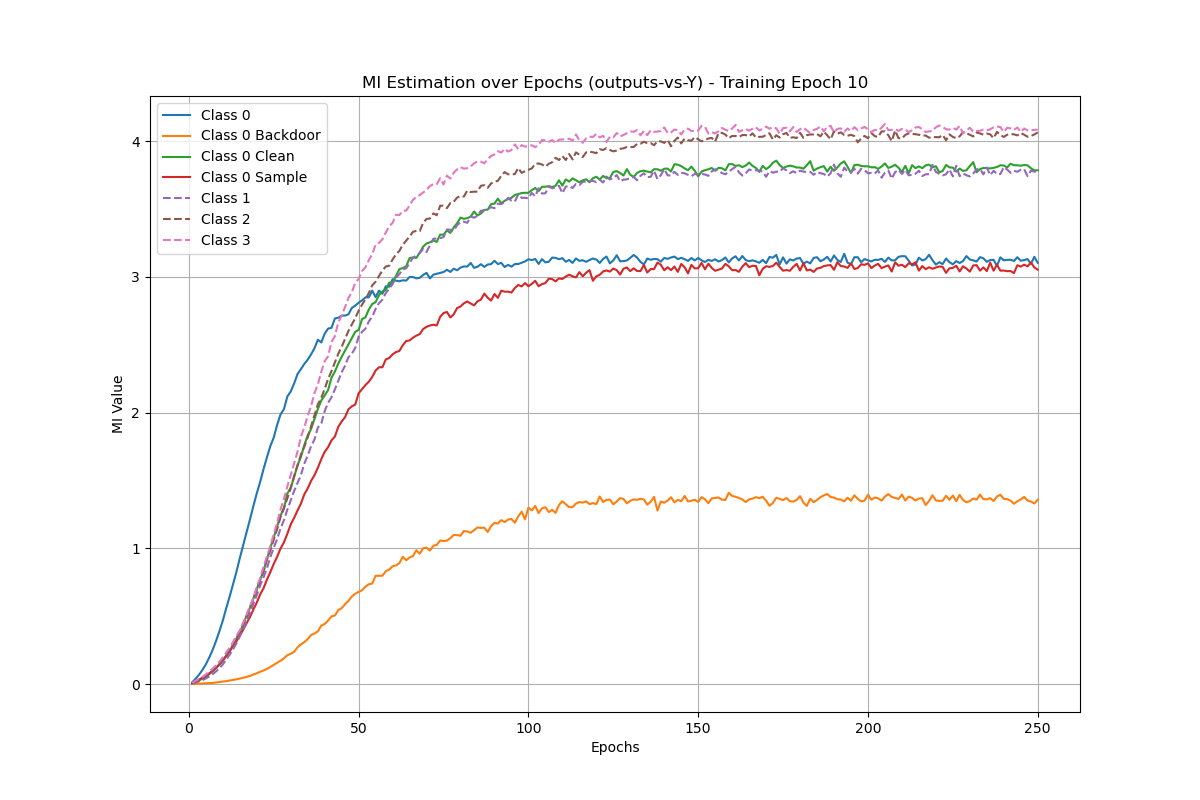 MI Estimation over Epochs (outputs-vs-Y) - Training Epoch 10
Class 0
Class 0 Backdoor
Class 0 Clean
Class 0 Sample
Class 1
Class 2
Class 3
MI Value
4
3
2
1
0
0 50 100 150 200 250
Epochs